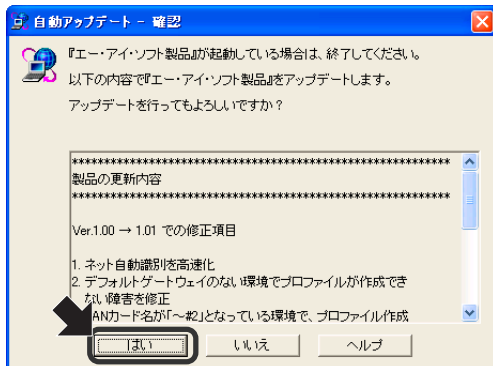 自動アップデート - 確認
『エー・アイ・ソフト製品』が起動している場合は、終了してください。
以下の内容で『エー・アイ・ソフト製品』をアップデートします。
アップデートを行ってもよろしいですか？
**********************************************************************
製品の更新内容
**********************************************************************
Ver.1.00 → 1.01 での修正項目
1. ネット自動識別を高速化
2. デフォルトゲートウェイのない環境でプロファイルが作成でき
ない障害を修正
ANカード名が「～#2」となっている環境で、プロファイル作成
はい
いいえ
ヘルプ